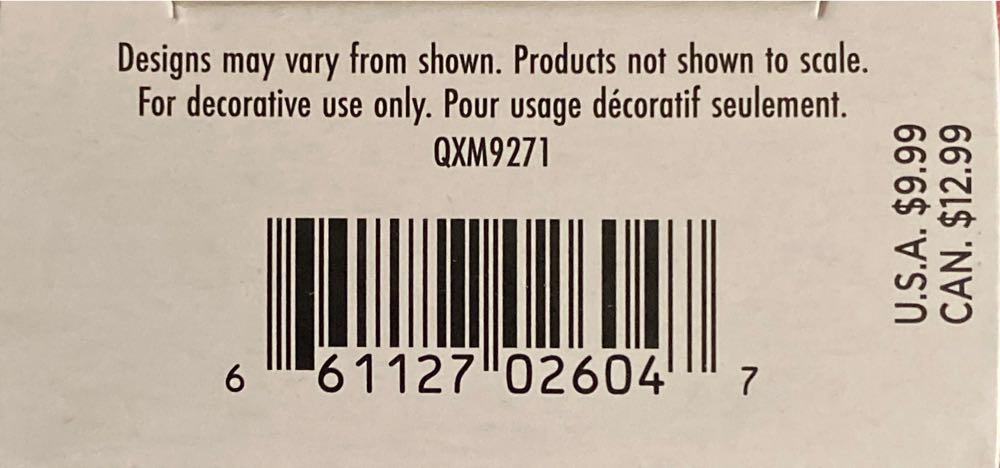 Designs may vary from shown. Products not shown to scale.
For decorative use only. Pour usage décoratif seulement.
QXM9271
6 61127 02604 7
U.S.A. $9.99
CAN. $12.99